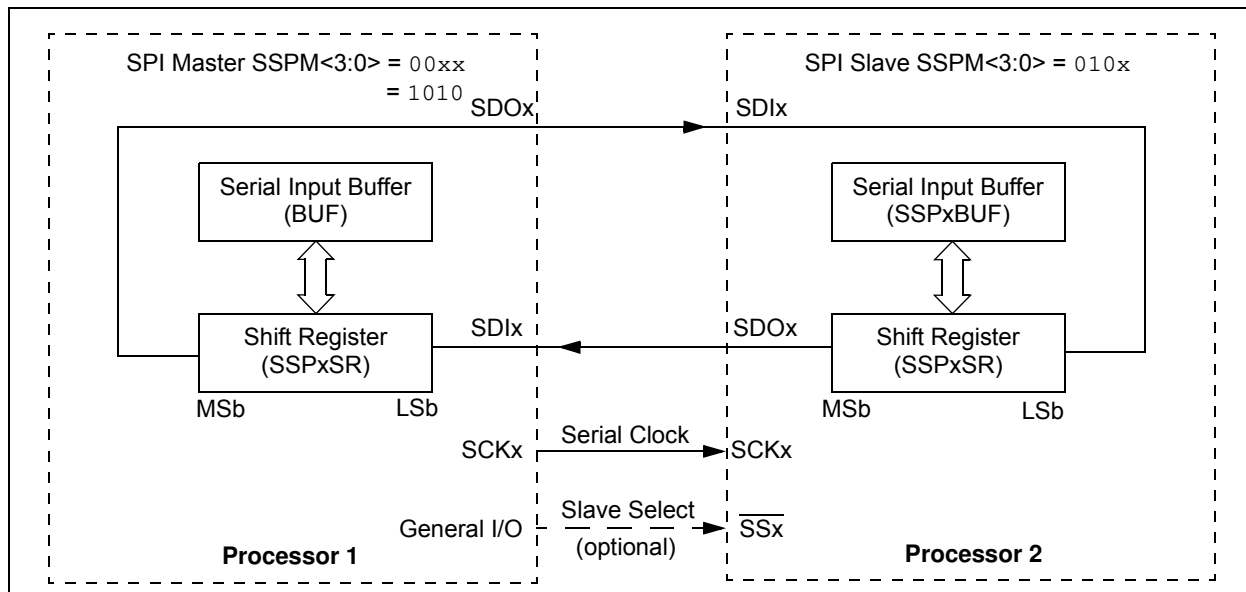 SPI Master SSPM<3:0> = 00xx
= 1010
SPI Slave SSPM<3:0> = 010x
SDOx
SDIx
Serial Input Buffer
(BUF)
Serial Input Buffer
(SSPxBUF)
Shift Register
(SSPxSR)
MSb
LSb
SDIx
SDOx
Shift Register
(SSPxSR)
MSb
LSb
SCKx
Serial Clock
SCKx
General I/O
Slave Select
(optional)
SSx
Processor 1
Processor 2